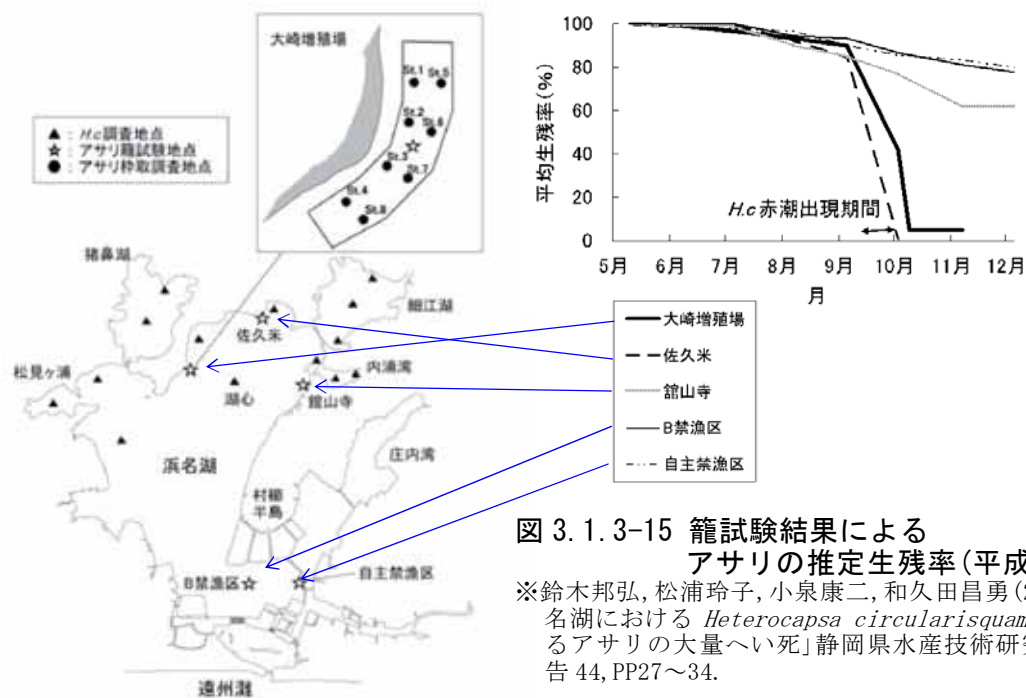 大崎増殖場
St.1
St.5
St.2
St.6
St.3
St.7
St.4
St.8
▲ : H.c調査地点
☆ : アサリ籠試験地点
● : アサリ枠取調査地点
猪鼻湖
細江湖
佐久米
松見ヶ浦
内浦湾
湖心
舘山寺
浜名湖
庄内湾
村櫛
半島
B禁漁区
自主禁漁区
遠州灘
平均生残率(%)
100
80
60
40
20
0
H.c赤潮出現期間
5月 6月 7月 8月 9月 10月 11月 12月
月
大崎増殖場
佐久米
舘山寺
B禁漁区
自主禁漁区
図 3.1.3-15 籠試験結果による
アサリの推定生残率(平成
※鈴木邦弘,松浦玲子,小泉康二,和久田昌勇(2
名湖における Heterocapsa circularisquam
るアサリの大量へい死」静岡県水産技術研究
告 44,PP27～34.